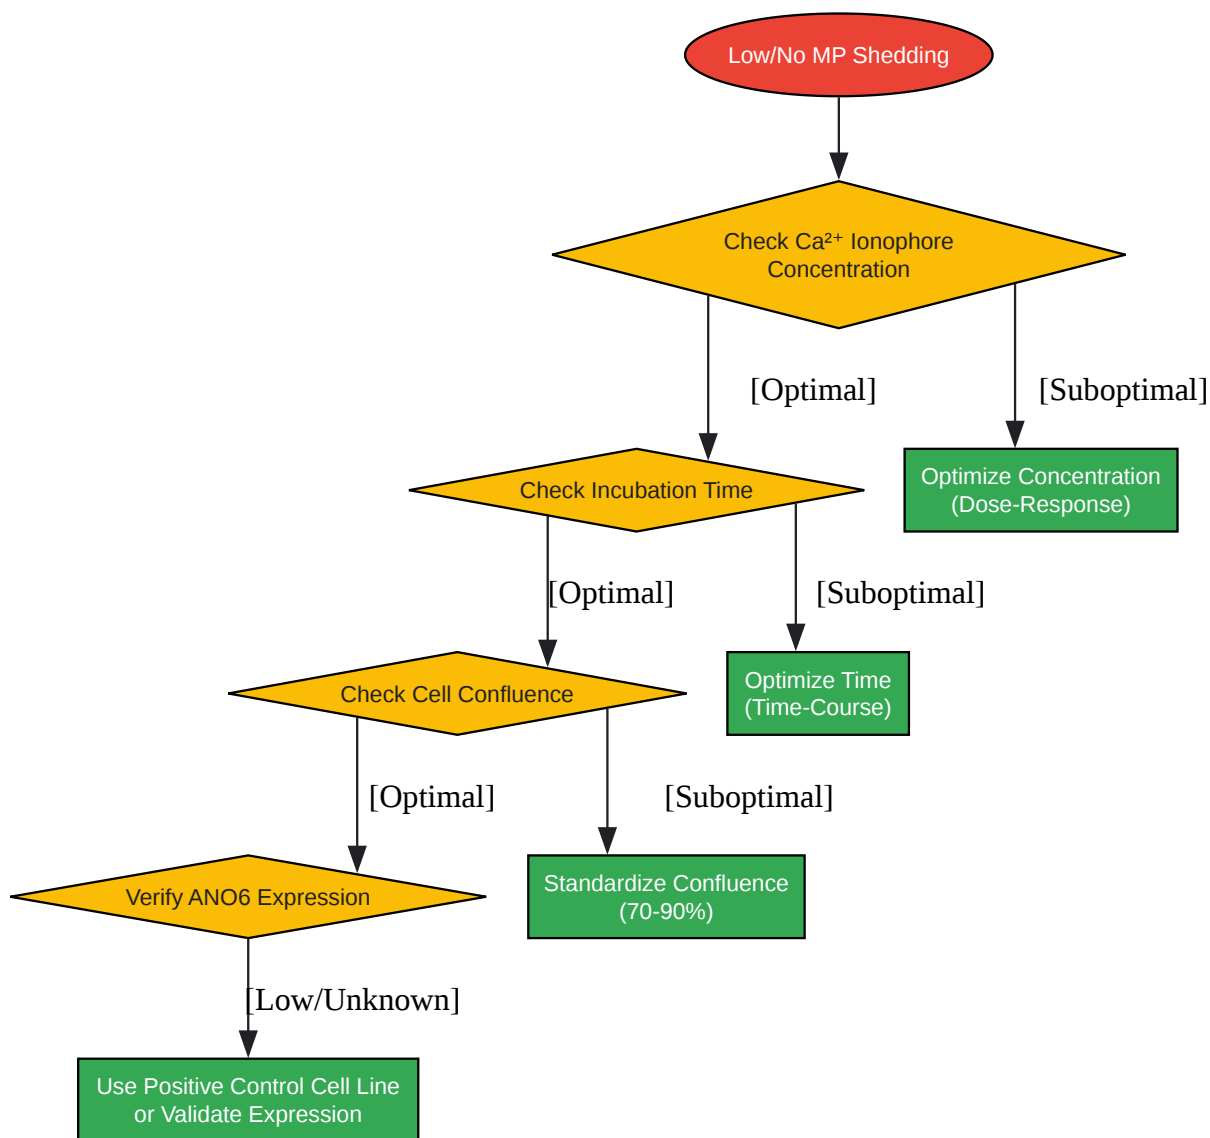 Low/No MP Shedding
Check Ca²⁺ Ionophore
Concentration
[Optimal]
[Suboptimal]
Check Incubation Time
Optimize Concentration
(Dose-Response)
[Optimal]
[Suboptimal]
Check Cell Confluence
Optimize Time
(Time-Course)
[Optimal]
[Suboptimal]
Verify ANO6 Expression
Standardize Confluence
(70-90%)
[Low/Unknown]
Use Positive Control Cell Line
or Validate Expression